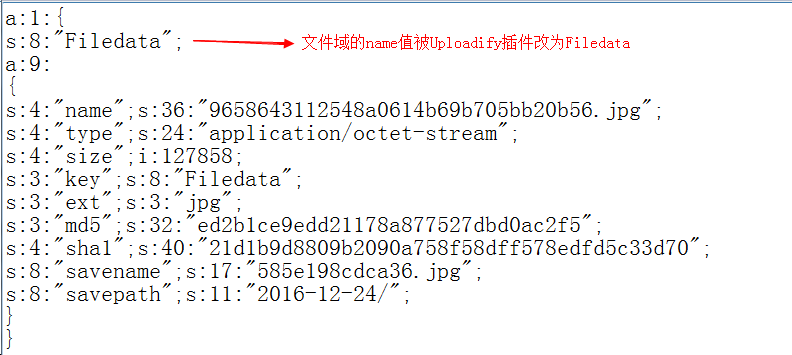 a:1:{
s:8:"Filedata"; 文件域的name值被Uploadify插件改为Filedata
a:9:
{
s:4:"name";s:36:"9658643112548a0614b69b705bb20b56.jpg";
s:4:"type";s:24:"application/octet-stream";
s:4:"size";i:127858;
s:3:"key";s:8:"Filedata";
s:3:"ext";s:3:"jpg";
s:3:"md5";s:32:"ed2b1ce9edd21178a877527dbd0ac2f5";
s:4:"sha1";s:40:"21d1b9d8809b2090a758f58dff578edfd5c33d70";
s:8:"savename";s:17:"585e198cdca36.jpg";
s:8:"savepath";s:11:"2016-12-24/";
}
}